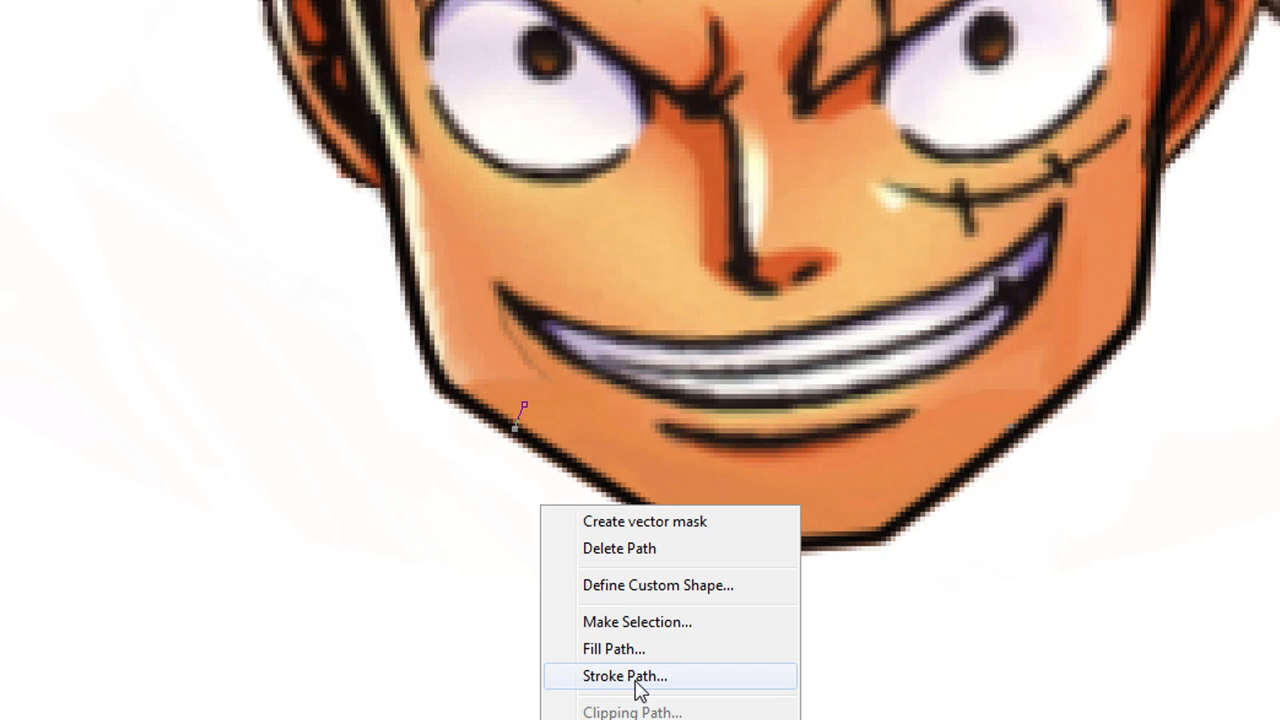 Create vector mask
Delete Path
Define Custom Shape...
Make Selection...
Fill Path...
Stroke Path...
Clipping Path...